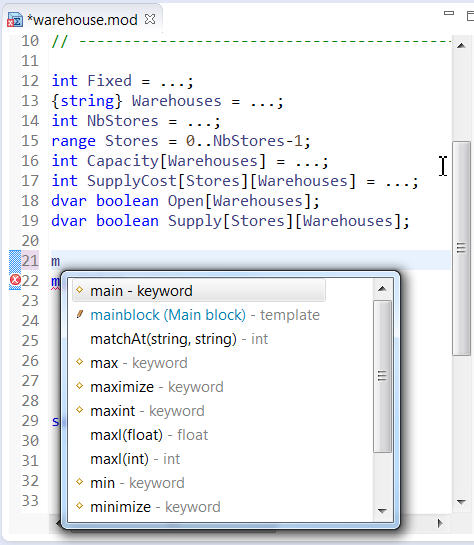 *warehouse.mod
10 // ----------------------------------------
11
12 int Fixed = ...;
13 {string} Warehouses = ...;
14 int NbStores = ...;
15 range Stores = 0..NbStores-1;
16 int Capacity[Warehouses] = ...;
17 int SupplyCost[Stores][Warehouses] = ...;
18 dvar boolean Open[Warehouses];
19 dvar boolean Supply[Stores][Warehouses];
20
21 m
22 m
main - keyword
mainblock (Main block) - template
matchAt(string, string) - int
max - keyword
maximize - keyword
maxint - keyword
maxl(float) - float
maxl(int) - int
min - keyword
minimize - keyword
23
24
25
26
27
28
29 s
30
31
32
33